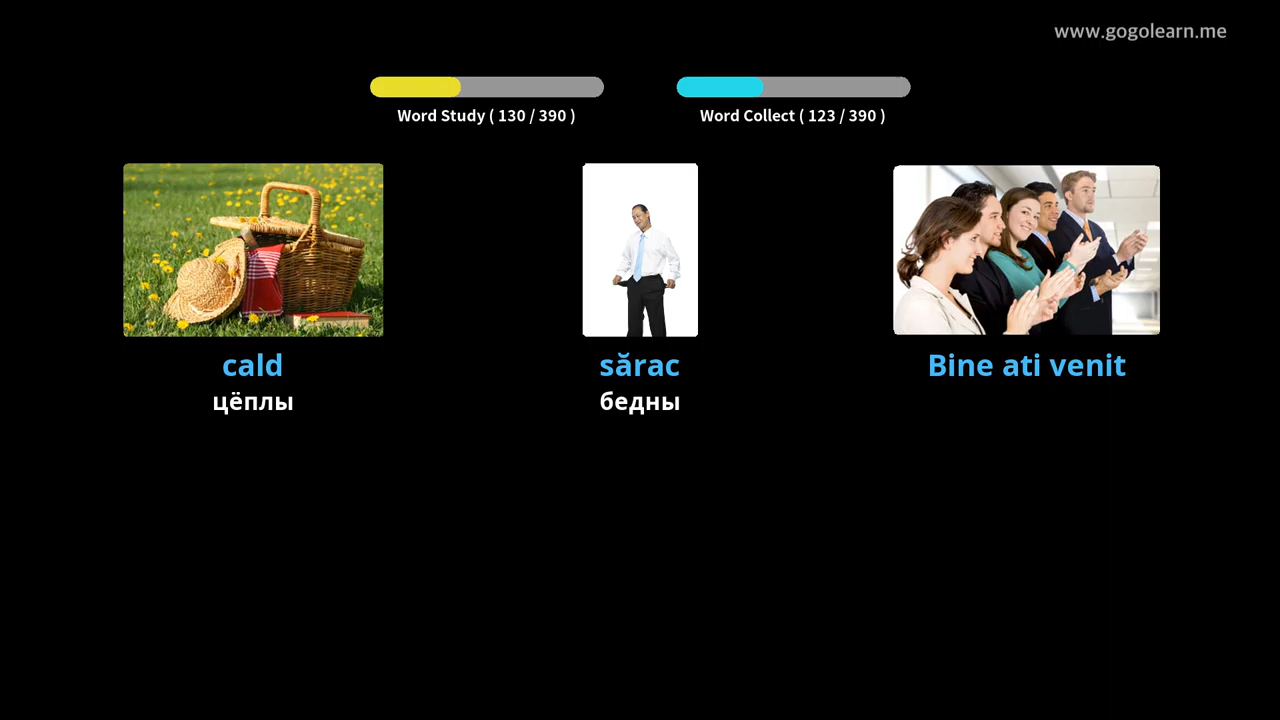 www.gogolearn.me
Word Study ( 130 / 390 )
Word Collect ( 123 / 390 )
cald
sărac
Bine ati venit
цёплы
бедны